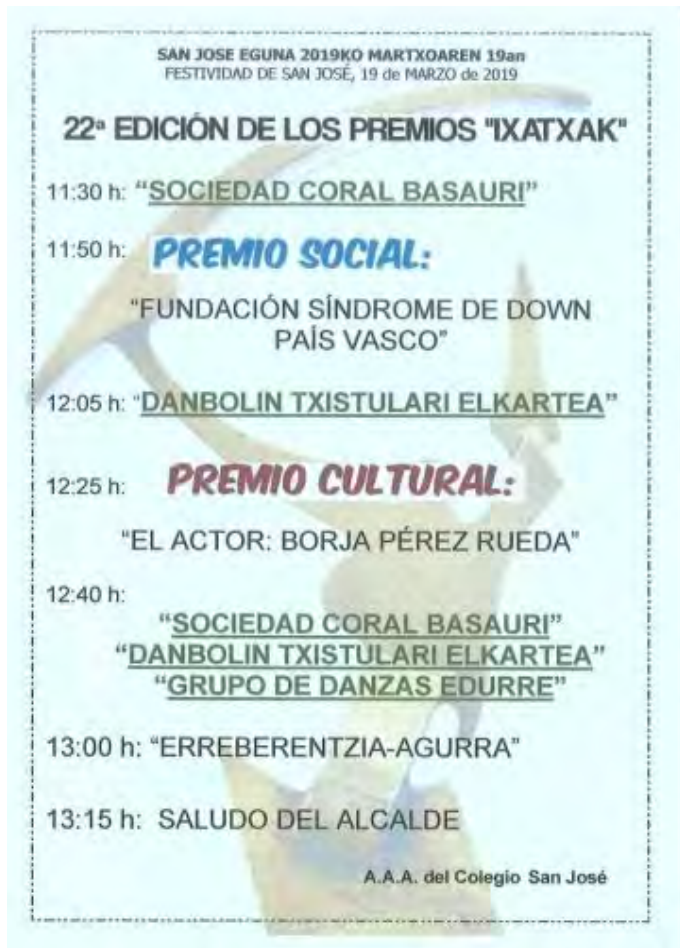 SAN JOSE EGUNA 2019KO MARTXOAREN 19an
FESTIVIDAD DE SAN JOSÉ, 19 de MARZO de 2019
22ª EDICIÓN DE LOS PREMIOS "IXATXAK"
11:30 h: “SOCIEDAD CORAL BASAURI”
11:50 h: PREMIO SOCIAL:
“FUNDACIÓN SÍNDROME DE DOWN
PAÍS VASCO”
12:05 h: “DANBOLIN TXISTULARI ELKARTEA”
12:25 h: PREMIO CULTURAL:
“EL ACTOR: BORJA PÉREZ RUEDA”
12:40 h:
“SOCIEDAD CORAL BASAURI”
“DANBOLIN TXISTULARI ELKARTEA”
“GRUPO DE DANZAS EDURRE”
13:00 h: “ERREBERENTZIA-AGURRA”
13:15 h: SALUDO DEL ALCALDE
A.A.A. del Colegio San José